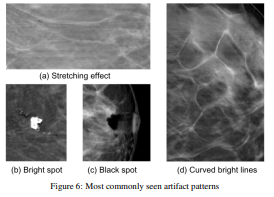 (a) Stretching effect
(b) Bright spot
(c) Black spot
(d) Curved bright lines
Figure 6: Most commonly seen artifact patterns